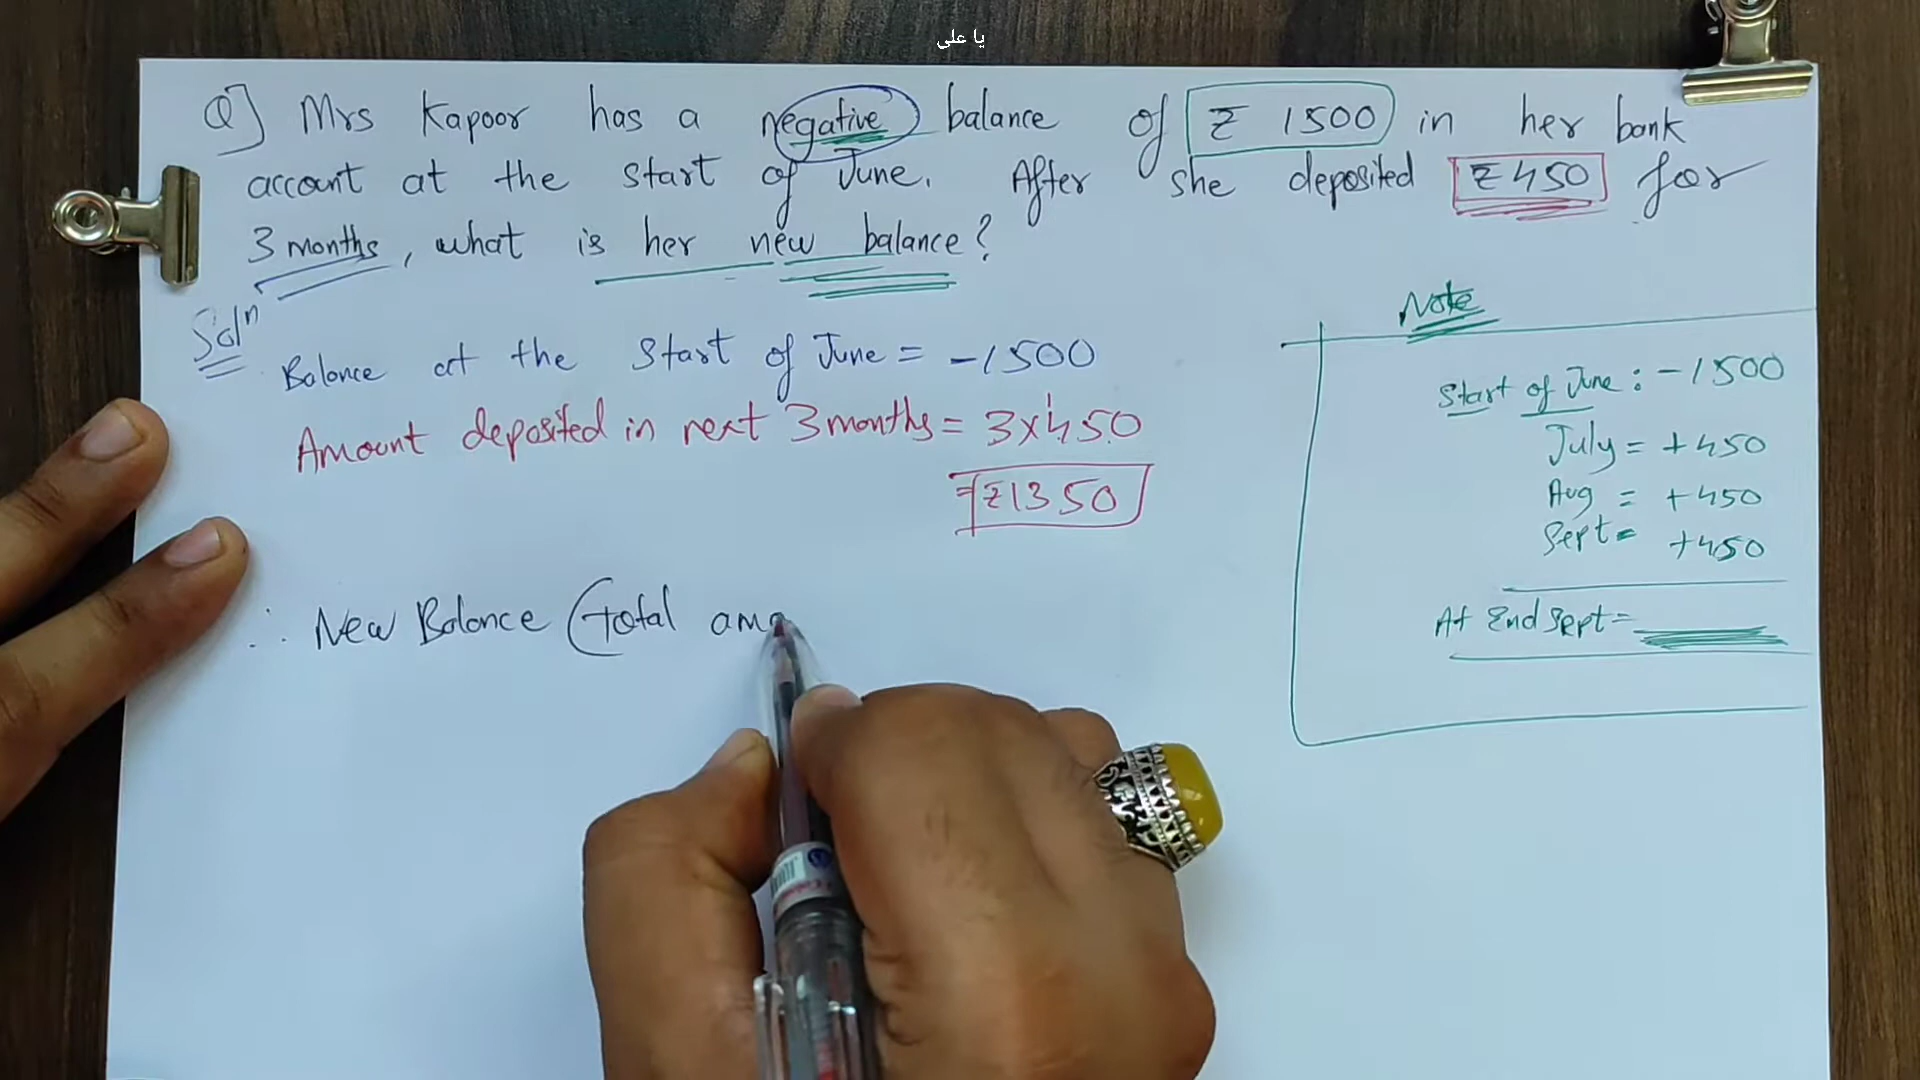 يا على
Q] Mrs Kapoor has a negative balance of ₹ 1500 in her bank
account at the start of June. After she deposited ₹450 for
3 months, what is her new balance?
Solⁿ
Balance at the start of June = -1500
Amount deposited in next 3 months = 3×450
= ₹1350
∴ New Balance (total amo
Note
Start of June : -1500
July = +450
Aug = +450
Sept = +450
At End Sept =